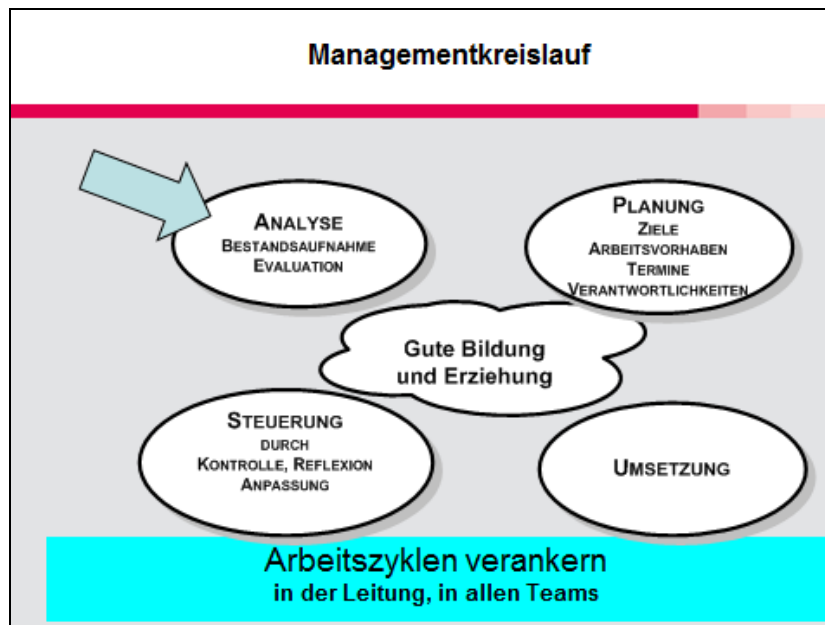 Managementkreislauf
ANALYSE
BESTANDSAUFNAHME
EVALUATION
PLANUNG
ZIELE
ARBEITSVORHABEN
TERMINE
VERANTWORTLICHKEITEN
Gute Bildung
und Erziehung
STEUERUNG
DURCH
KONTROLLE, REFLEXION
ANPASSUNG
UMSETZUNG
Arbeitszyklen verankern
in der Leitung, in allen Teams